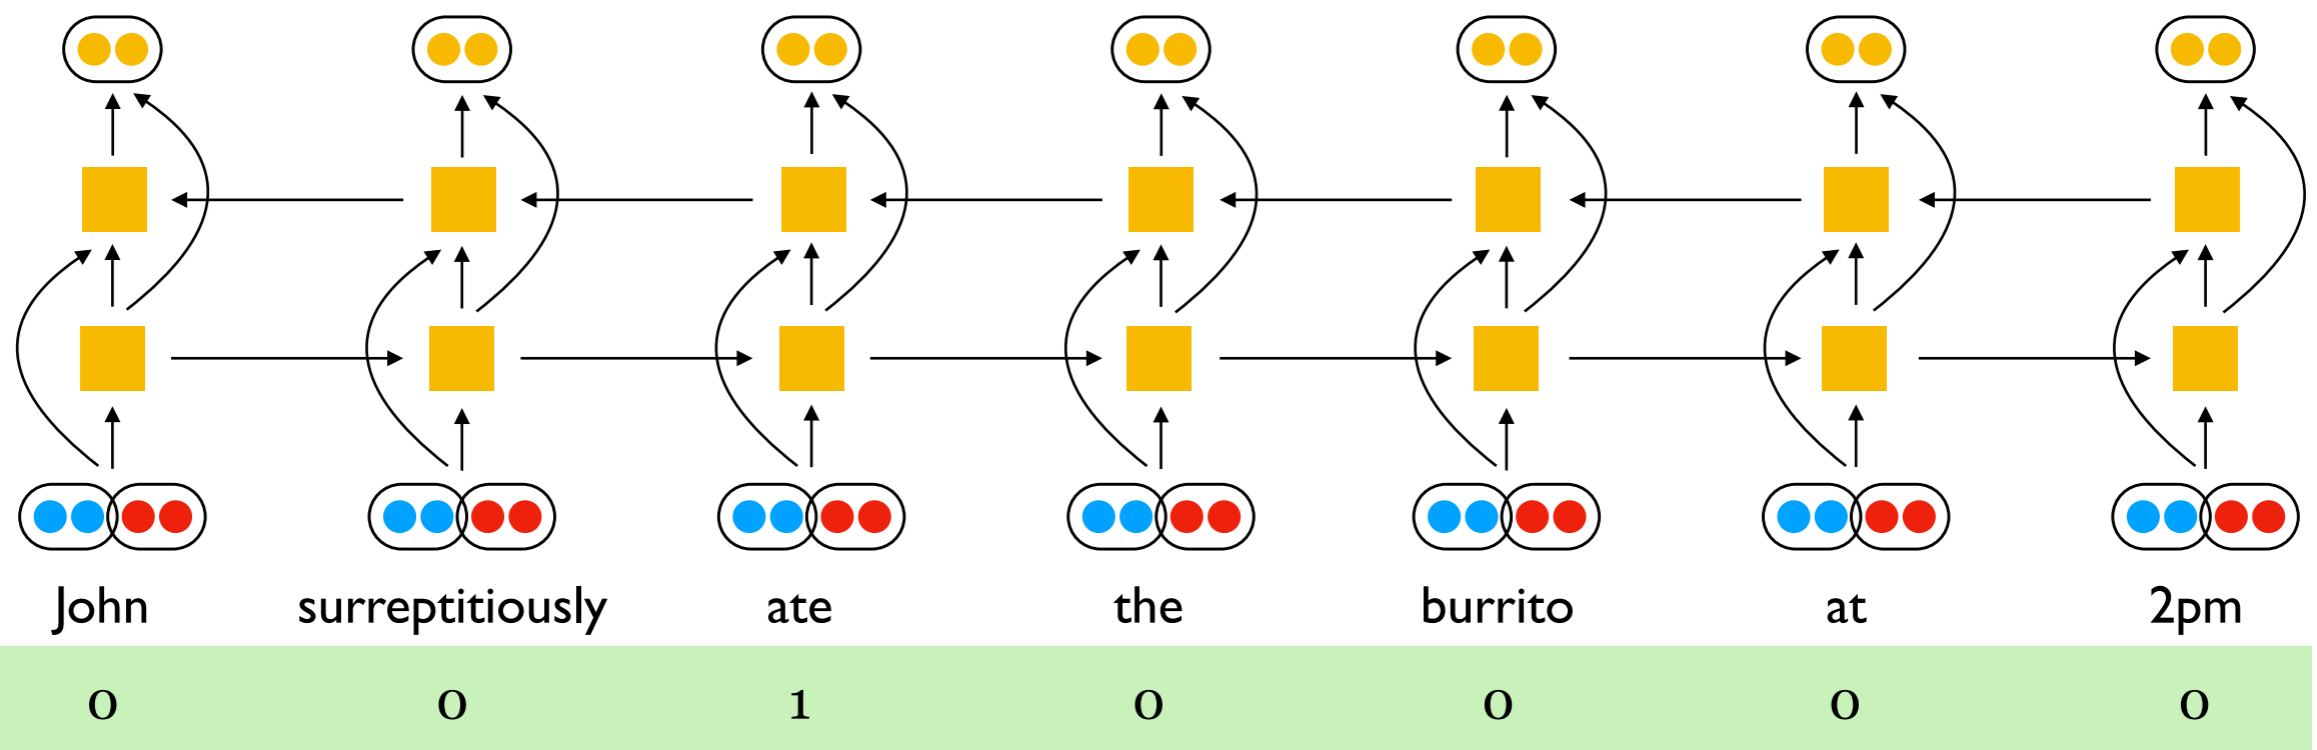 John surreptitiously ate the burrito at 2pm
0 0 1 0 0 0 0